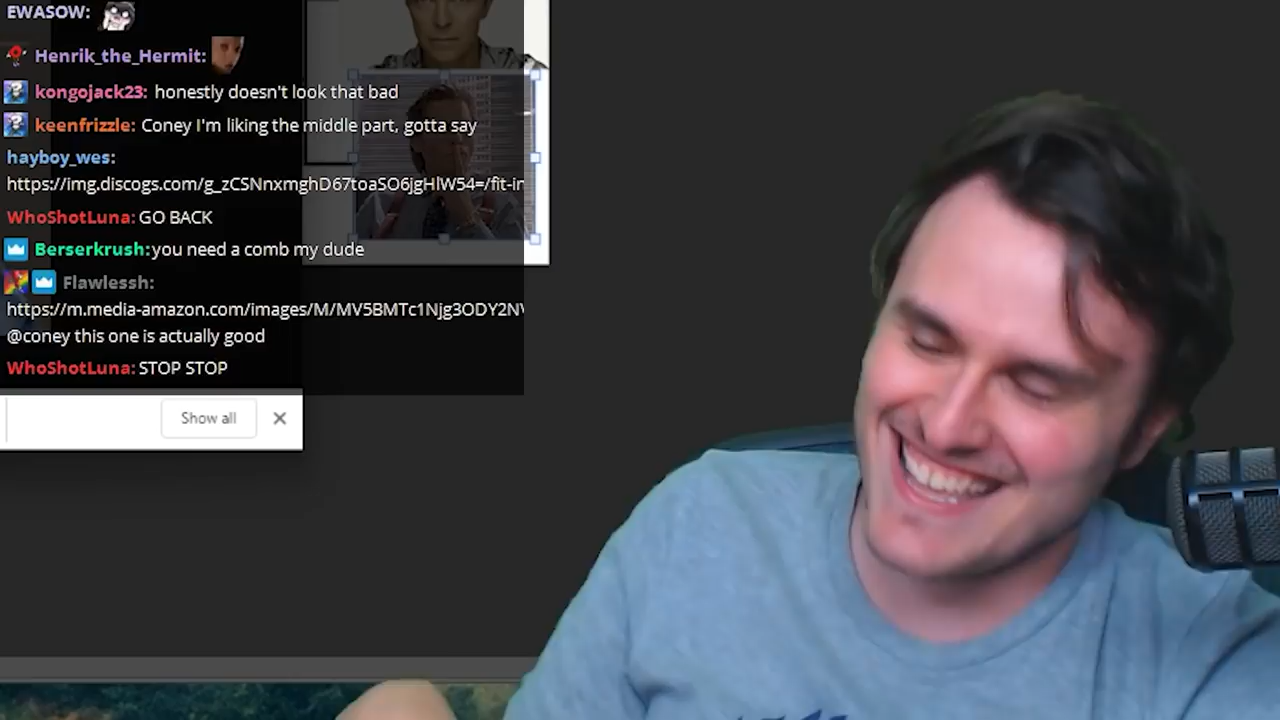 EWASOW:
Henrik_the_Hermit:
kongojack23: honestly doesn't look that bad
keenfrizzle: Coney I'm liking the middle part, gotta say
hayboy_wes:
https://img.discogs.com/g_zCSNnxmghD67toaSO6jgHlW54=/fit-in
WhoShotLuna: GO BACK
Berserkrush: you need a comb my dude
Flawlessh:
https://m.media-amazon.com/images/M/MV5BMTc1Njg3ODY2NV
@coney this one is actually good
WhoShotLuna: STOP STOP
Show all